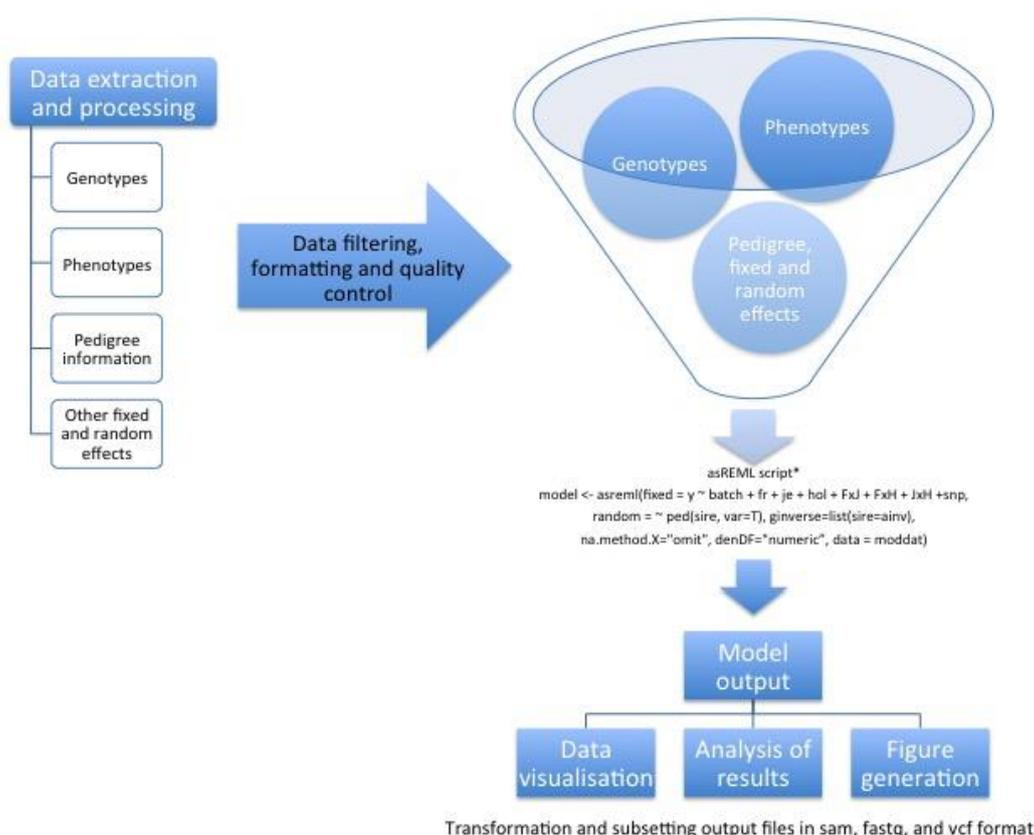 Data extraction
and processing
Genotypes
Phenotypes
Pedigree
information
Other fixed
and random
effects
Data filtering,
formatting and quality
control
Genotypes
Phenotypes
Pedigree,
fixed and
random
effects
asREML script*
model <- asreml(fixed = y ~ batch + fr + je + hol + FxJ + FxH + JxH +snp,
random = ~ ped(sire, var=T), ginverse=list(sire=ainv),
na.method.X="omit", denDF="numeric", data = moddat)
Model
output
Data
visualisation
Analysis of
results
Figure
generation
Transformation and subsetting output files in sam, fastq, and vcf format